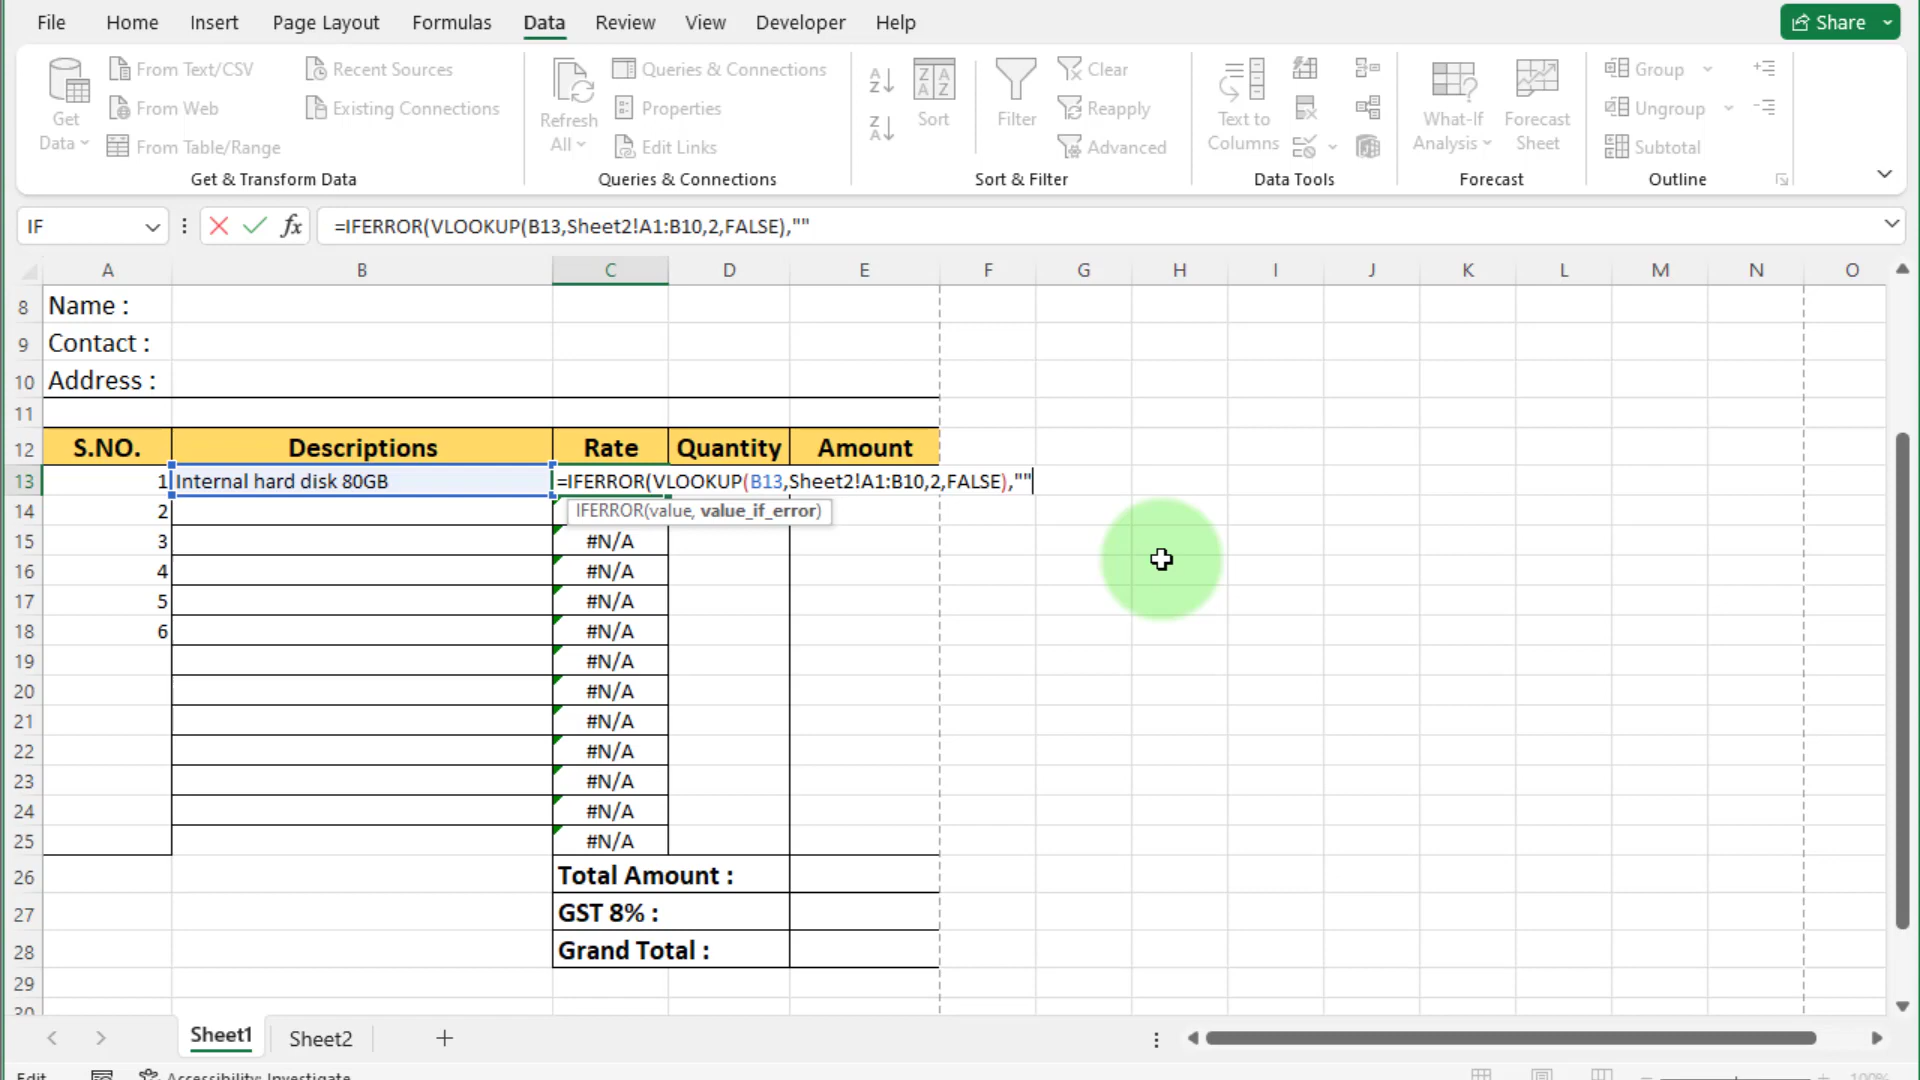 File Home Insert Page Layout Formulas Data Review View Developer Help Share
Get Data
From Text/CSV
From Web
From Table/Range
Recent Sources
Existing Connections
Get & Transform Data
Refresh All
Queries & Connections
Properties
Edit Links
Queries & Connections
Sort
Filter
Clear
Reapply
Advanced
Sort & Filter
Text to Columns
Data Tools
What-If Analysis
Forecast Sheet
Forecast
Group
Ungroup
Subtotal
Outline
IF fx =IFERROR(VLOOKUP(B13,Sheet2!A1:B10,2,FALSE),""
A B C D E F G H I J K L M N O
8 Name :
9 Contact :
10 Address :
11
12 S.NO. Descriptions Rate Quantity Amount
13 1 Internal hard disk 80GB =IFERROR(VLOOKUP(B13,Sheet2!A1:B10,2,FALSE),""
14 2 IFERROR(value, value_if_error)
15 3 #N/A
16 4 #N/A
17 5 #N/A
18 6 #N/A
19 #N/A
20 #N/A
21 #N/A
22 #N/A
23 #N/A
24 #N/A
25 #N/A
26 Total Amount :
27 GST 8% :
28 Grand Total :
29
30
Sheet1 Sheet2
Edit Accessibility: Investigate 100%